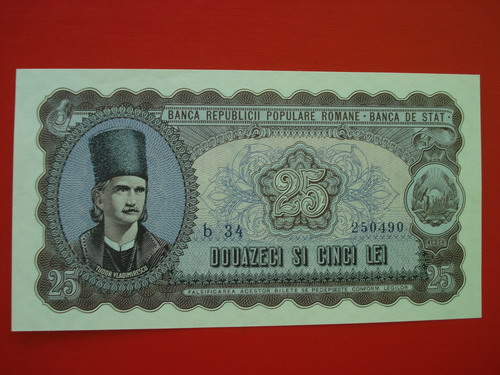 BANCA REPUBLICII POPULARE ROMANE · BANCA DE STAT ·
25
b 34
250490
DOUAZECI SI CINCI LEI
TUDOR VLADIMIRESCU
25
25
FALSIFICAREA ACESTOR BILETE SE PEDEPSESTE CONFORM LEGILOR